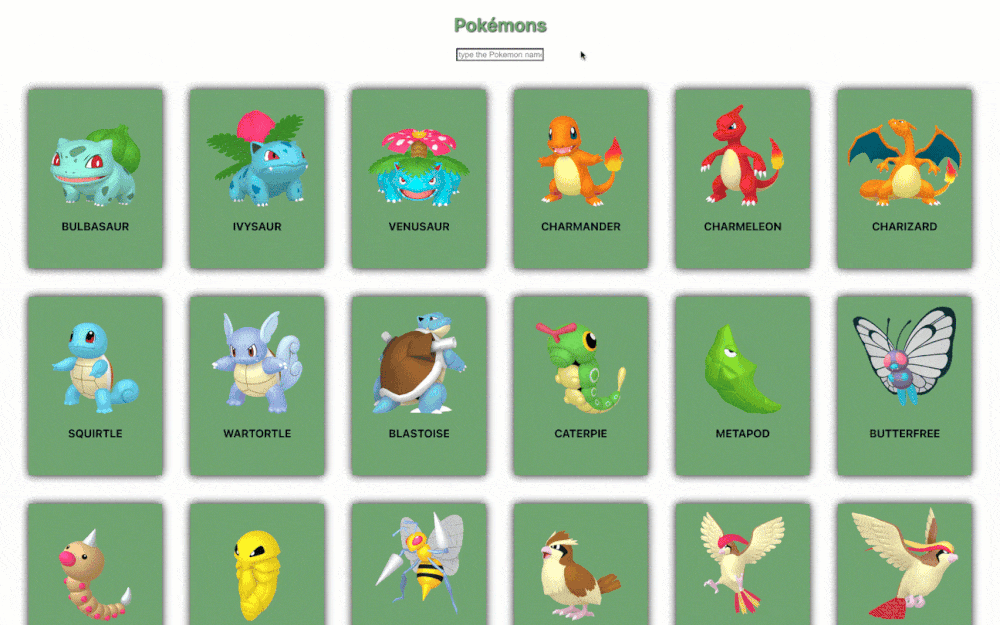 Pokémons
type the Pokemon name
BULBASAUR
IVYSAUR
VENUSAUR
CHARMANDER
CHARMELEON
CHARIZARD
SQUIRTLE
WARTORTLE
BLASTOISE
CATERPIE
METAPOD
BUTTERFREE